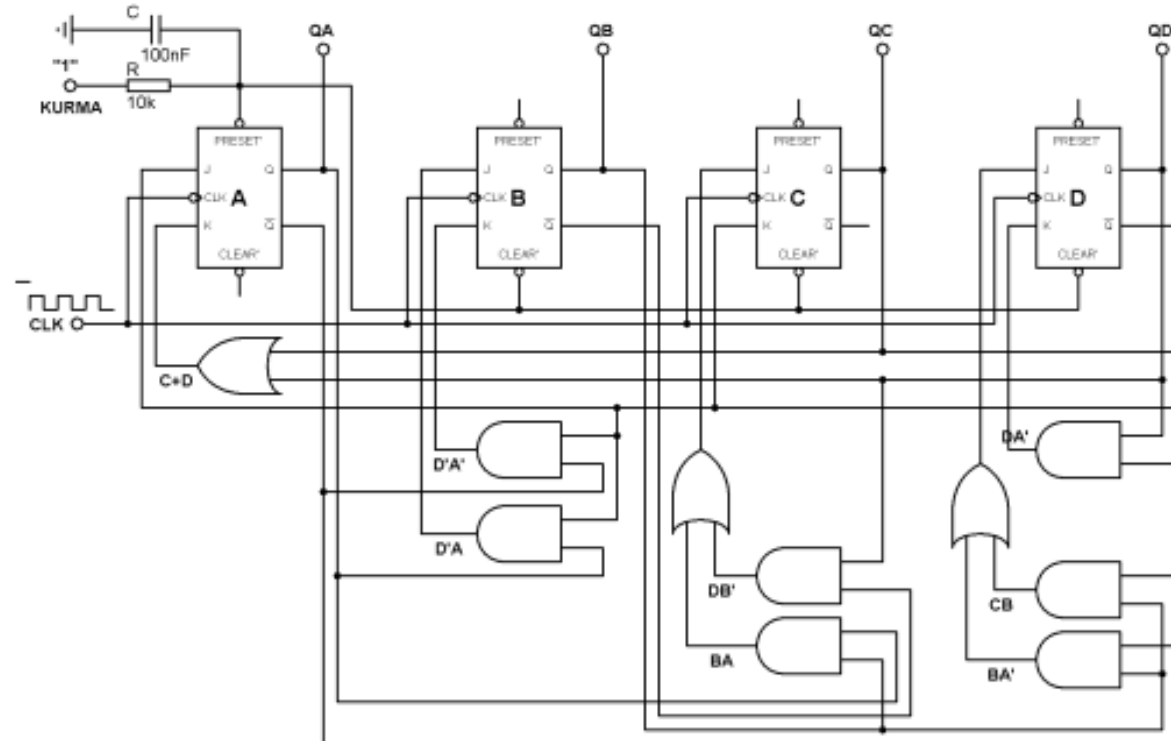 C
100nF
"1"
R
10k
KURMA
QA
QB
QC
QD
PRESET'
J
Q
CLK
A
K
Q
CLEAR'
PRESET'
J
Q
CLK
B
K
Q
CLEAR'
PRESET'
J
Q
CLK
C
K
Q
CLEAR'
PRESET'
J
Q
CLK
D
K
Q
CLEAR'
CLK
C+D
D'A'
D'A
DB'
BA
DA'
CB
BA'